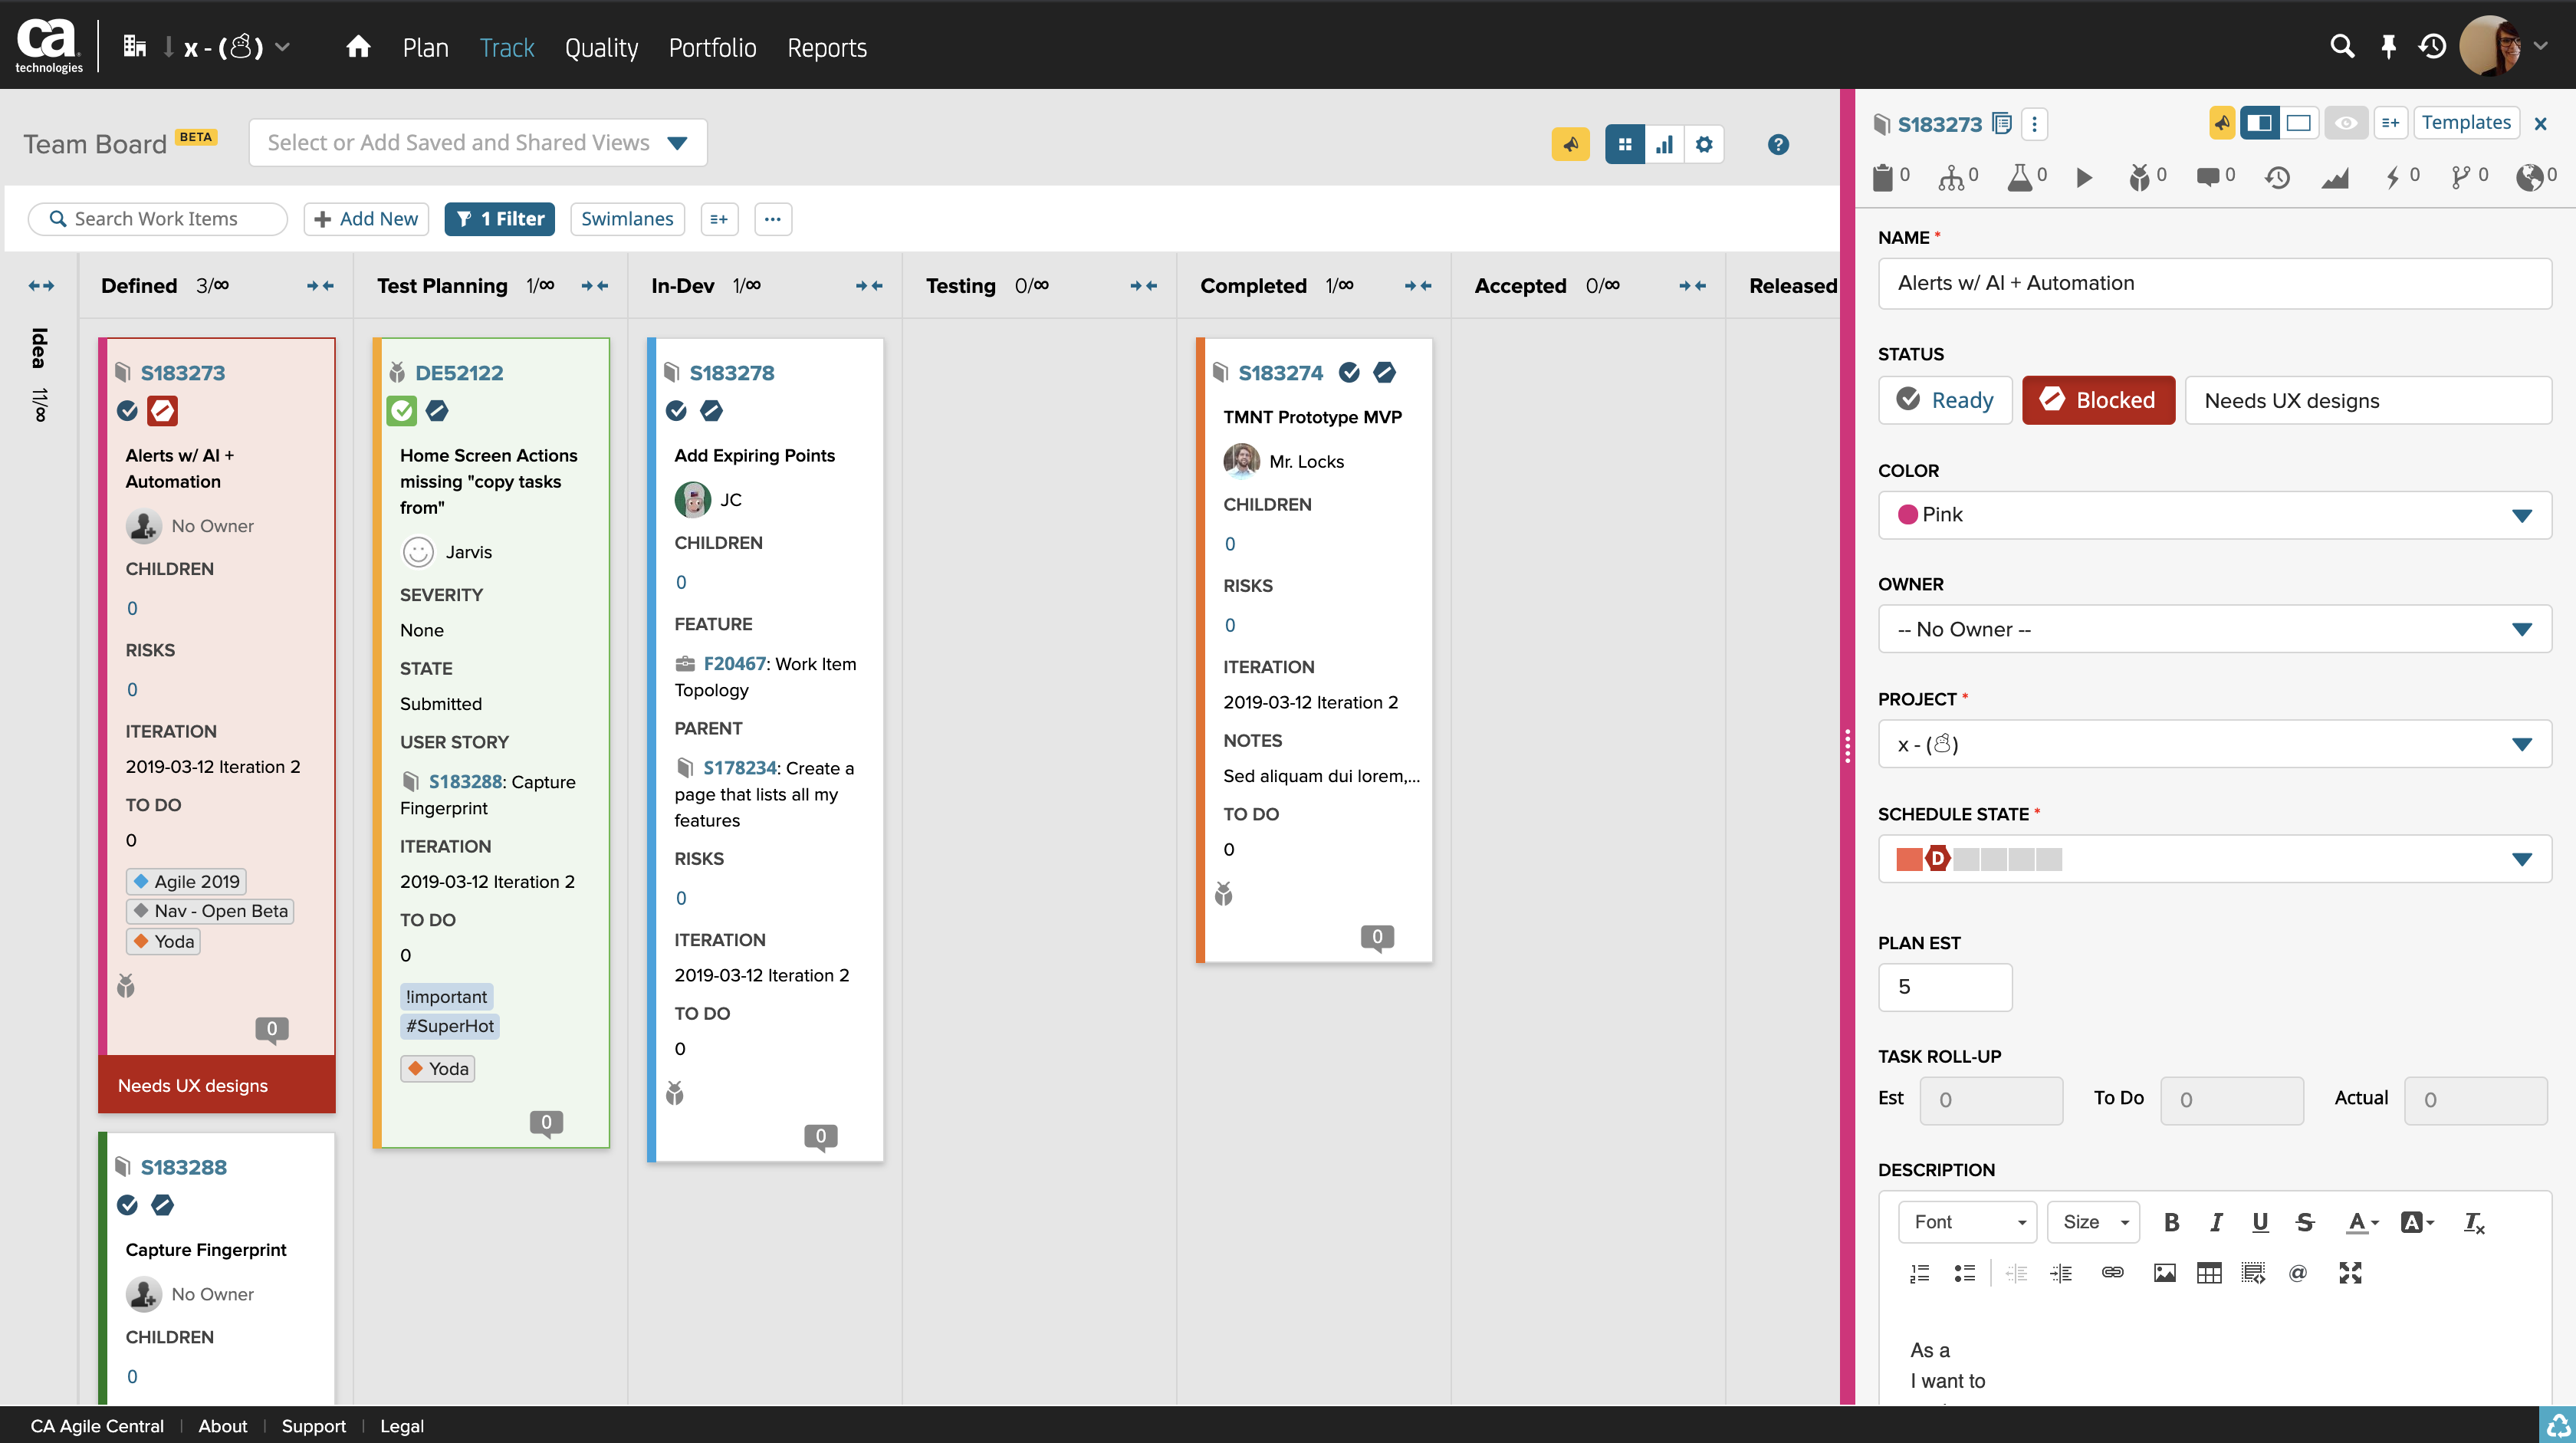 ca
technologies
x - (☃)
Plan
Track
Quality
Portfolio
Reports
Team Board BETA
Select or Add Saved and Shared Views
Search Work Items
Add New
1 Filter
Swimlanes
Idea 11/∞
Defined 3/∞
Test Planning 1/∞
In-Dev 1/∞
Testing 0/∞
Completed 1/∞
Accepted 0/∞
Released
S183273
Alerts w/ AI +
Automation
No Owner
CHILDREN
0
RISKS
0
ITERATION
2019-03-12 Iteration 2
TO DO
0
Agile 2019
Nav - Open Beta
Yoda
0
Needs UX designs
S183288
Capture Fingerprint
No Owner
CHILDREN
0
DE52122
Home Screen Actions
missing "copy tasks
from"
Jarvis
SEVERITY
None
STATE
Submitted
USER STORY
S183288: Capture
Fingerprint
ITERATION
2019-03-12 Iteration 2
TO DO
0
!important
#SuperHot
Yoda
0
S183278
Add Expiring Points
JC
CHILDREN
0
FEATURE
F20467: Work Item
Topology
PARENT
S178234: Create a
page that lists all my
features
RISKS
0
ITERATION
2019-03-12 Iteration 2
TO DO
0
0
S183274
TMNT Prototype MVP
Mr. Locks
CHILDREN
0
RISKS
0
ITERATION
2019-03-12 Iteration 2
NOTES
Sed aliquam dui lorem,...
TO DO
0
0
S183273
Templates
0 0 0 0 0 0 0 0
NAME *
Alerts w/ AI + Automation
STATUS
Ready
Blocked
Needs UX designs
COLOR
Pink
OWNER
-- No Owner --
PROJECT *
x - (☃)
SCHEDULE STATE *
D
PLAN EST
5
TASK ROLL-UP
Est 0 To Do 0 Actual 0
DESCRIPTION
Font Size B I U S A A Tx
@
As a
I want to
CA Agile Central
About
Support
Legal